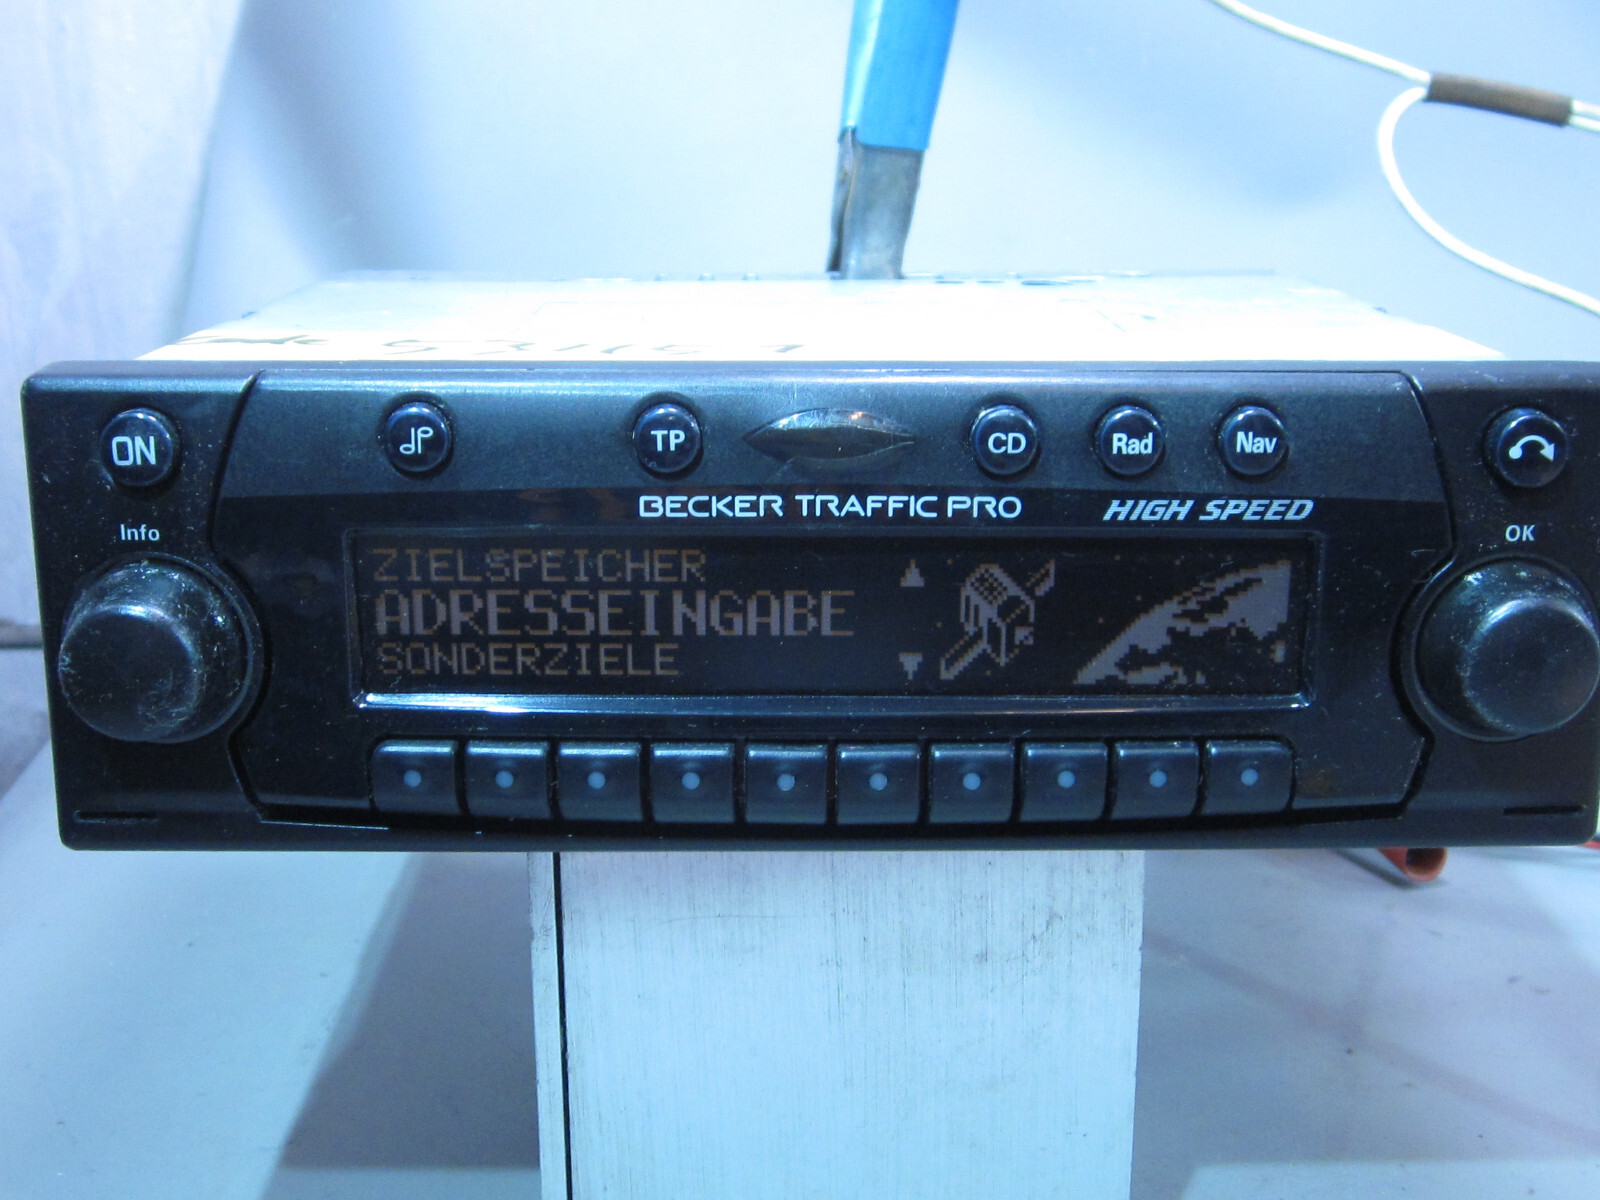 ON
TP
CD
Rad
Nav
BECKER TRAFFIC PRO
HIGH SPEED
Info
OK
ZIELSPEICHER
ADRESSEINGABE
SONDERZIELE